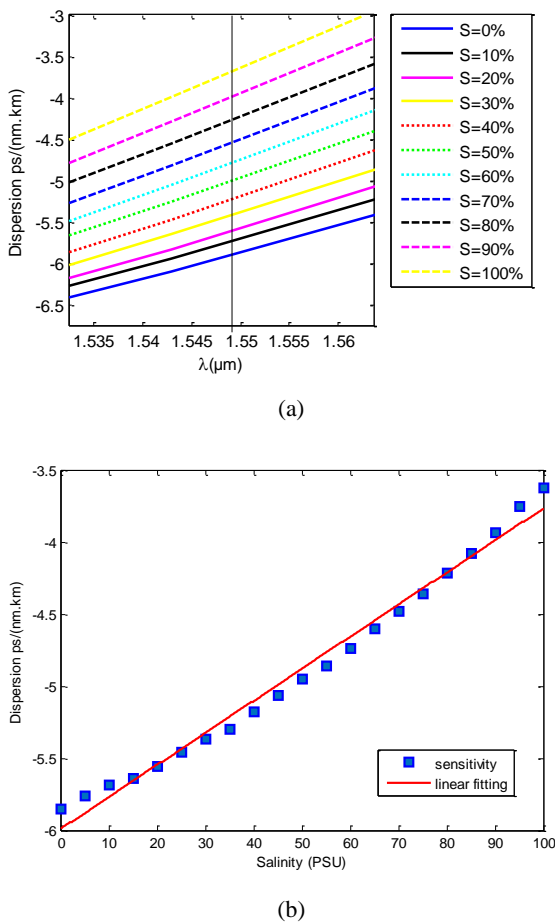 -3
-3.5
-4
-4.5
-5
-5.5
-6
-6.5
Dispersion ps/(nm.km)
1.535 1.54 1.545 1.55 1.555 1.56
λ(μm)
S=0%
S=10%
S=20%
S=30%
S=40%
S=50%
S=60%
S=70%
S=80%
S=90%
S=100%
(a)
-3.5
-4
-4.5
-5
-5.5
-6
Dispersion ps/(nm.km)
sensitivity
linear fitting
0 10 20 30 40 50 60 70 80 90 100
Salinity (PSU)
(b)